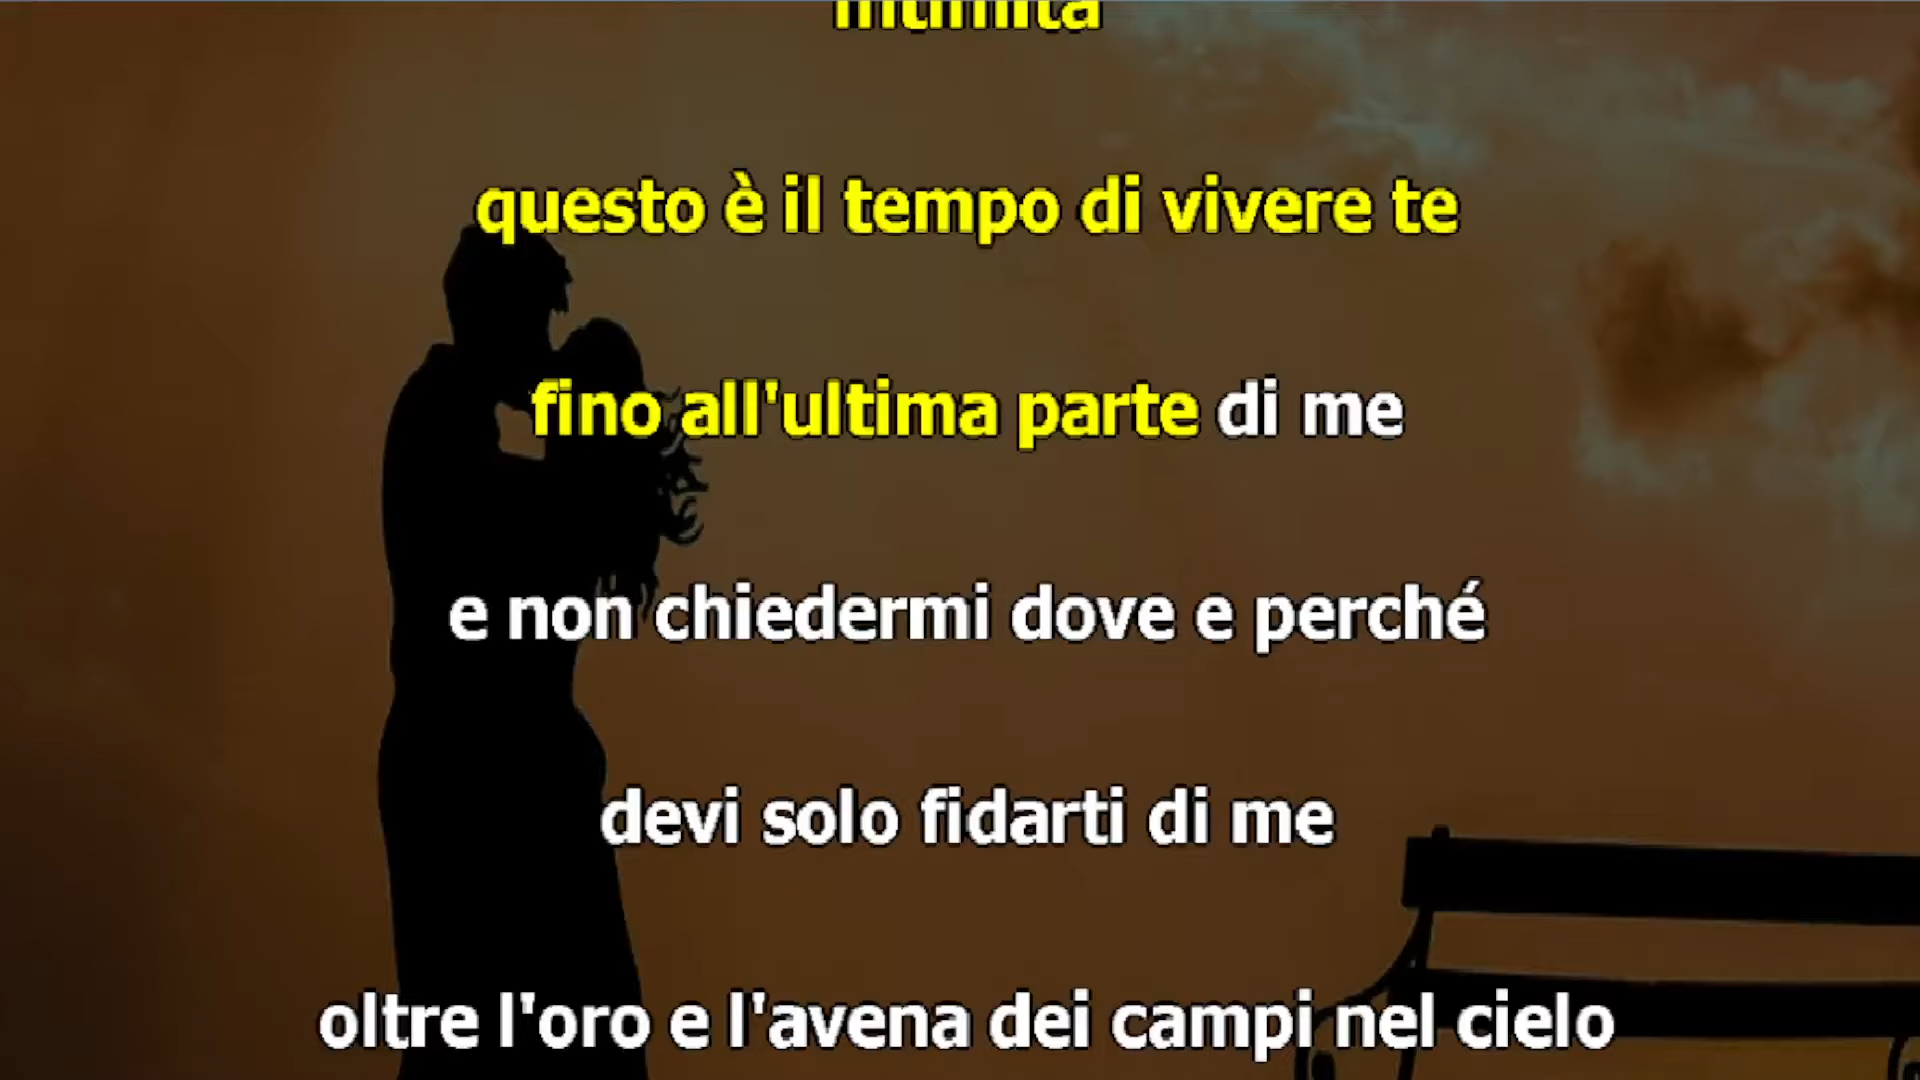 intimità
questo è il tempo di vivere te
fino all'ultima parte di me
e non chiedermi dove e perché
devi solo fidarti di me
oltre l'oro e l'avena dei campi nel cielo